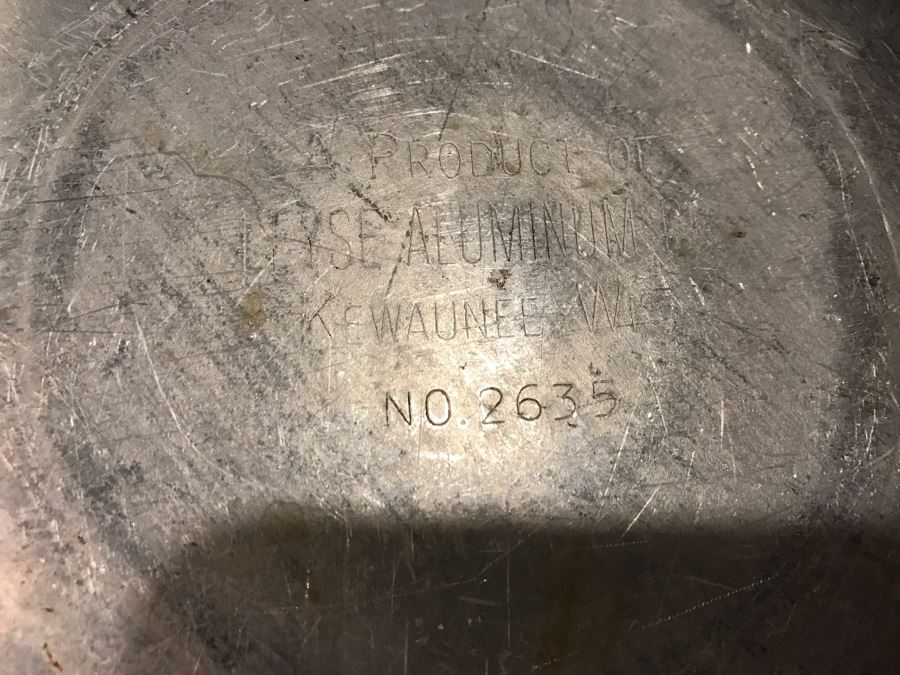 A PRODUCT OF
LEYSE ALUMINUM
KEWAUNEE WIS
NO. 2635